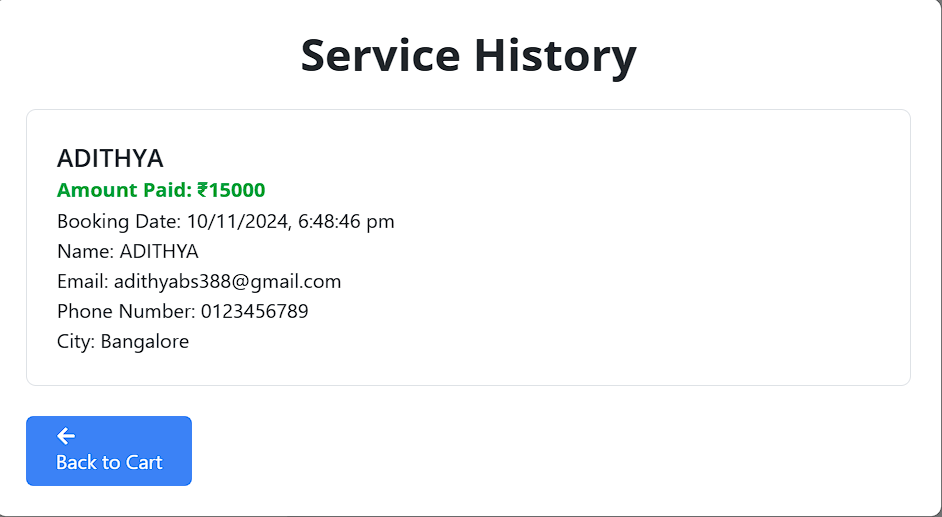 Service History
ADITHYA
Amount Paid: ₹15000
Booking Date: 10/11/2024, 6:48:46 pm
Name: ADITHYA
Email: adithyabs388@gmail.com
Phone Number: 0123456789
City: Bangalore
Back to Cart